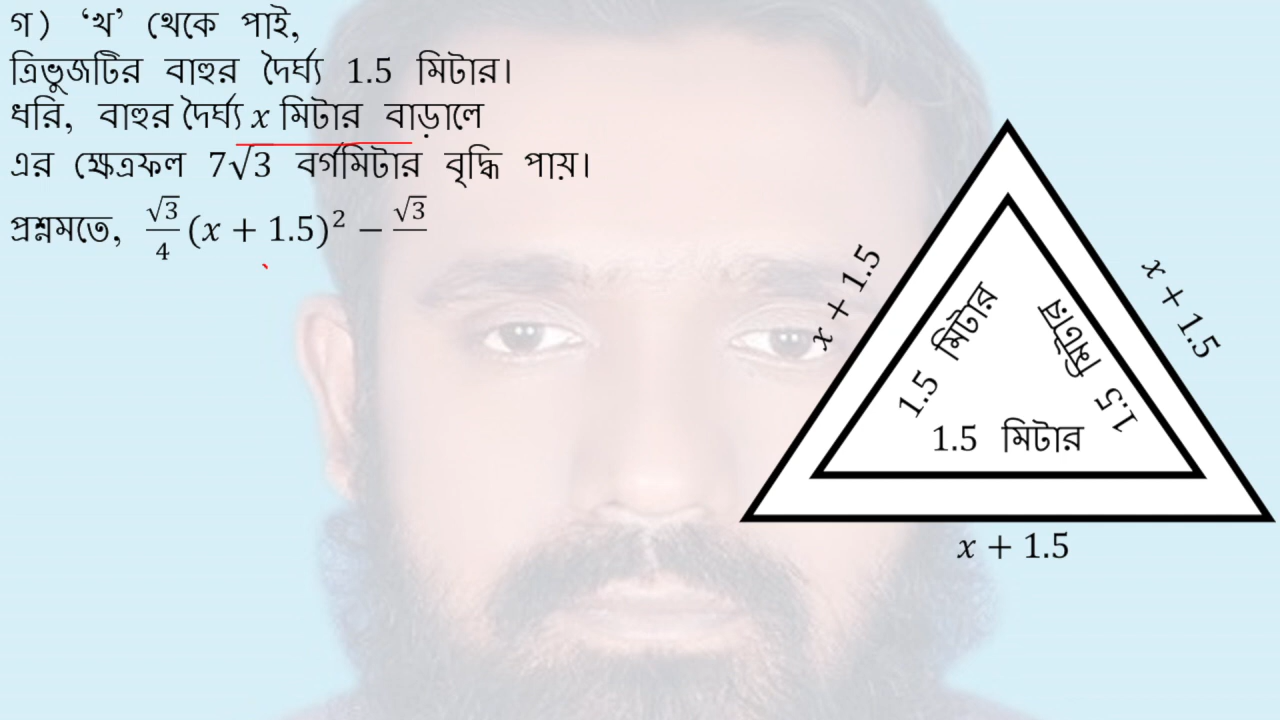 গ) ‘খ’ থেকে পাই,
ত্রিভুজটির বাহুর দৈর্ঘ্য 1.5 মিটার।
ধরি, বাহুর দৈর্ঘ্য x মিটার বাড়ালে
এর ক্ষেত্রফল 7√3 বর্গমিটার বৃদ্ধি পায়।
প্রশ্নমতে, √3/4 (x + 1.5)² − √3
x + 1.5
x + 1.5
1.5 মিটার
1.5 মিটার
1.5 মিটার
x + 1.5